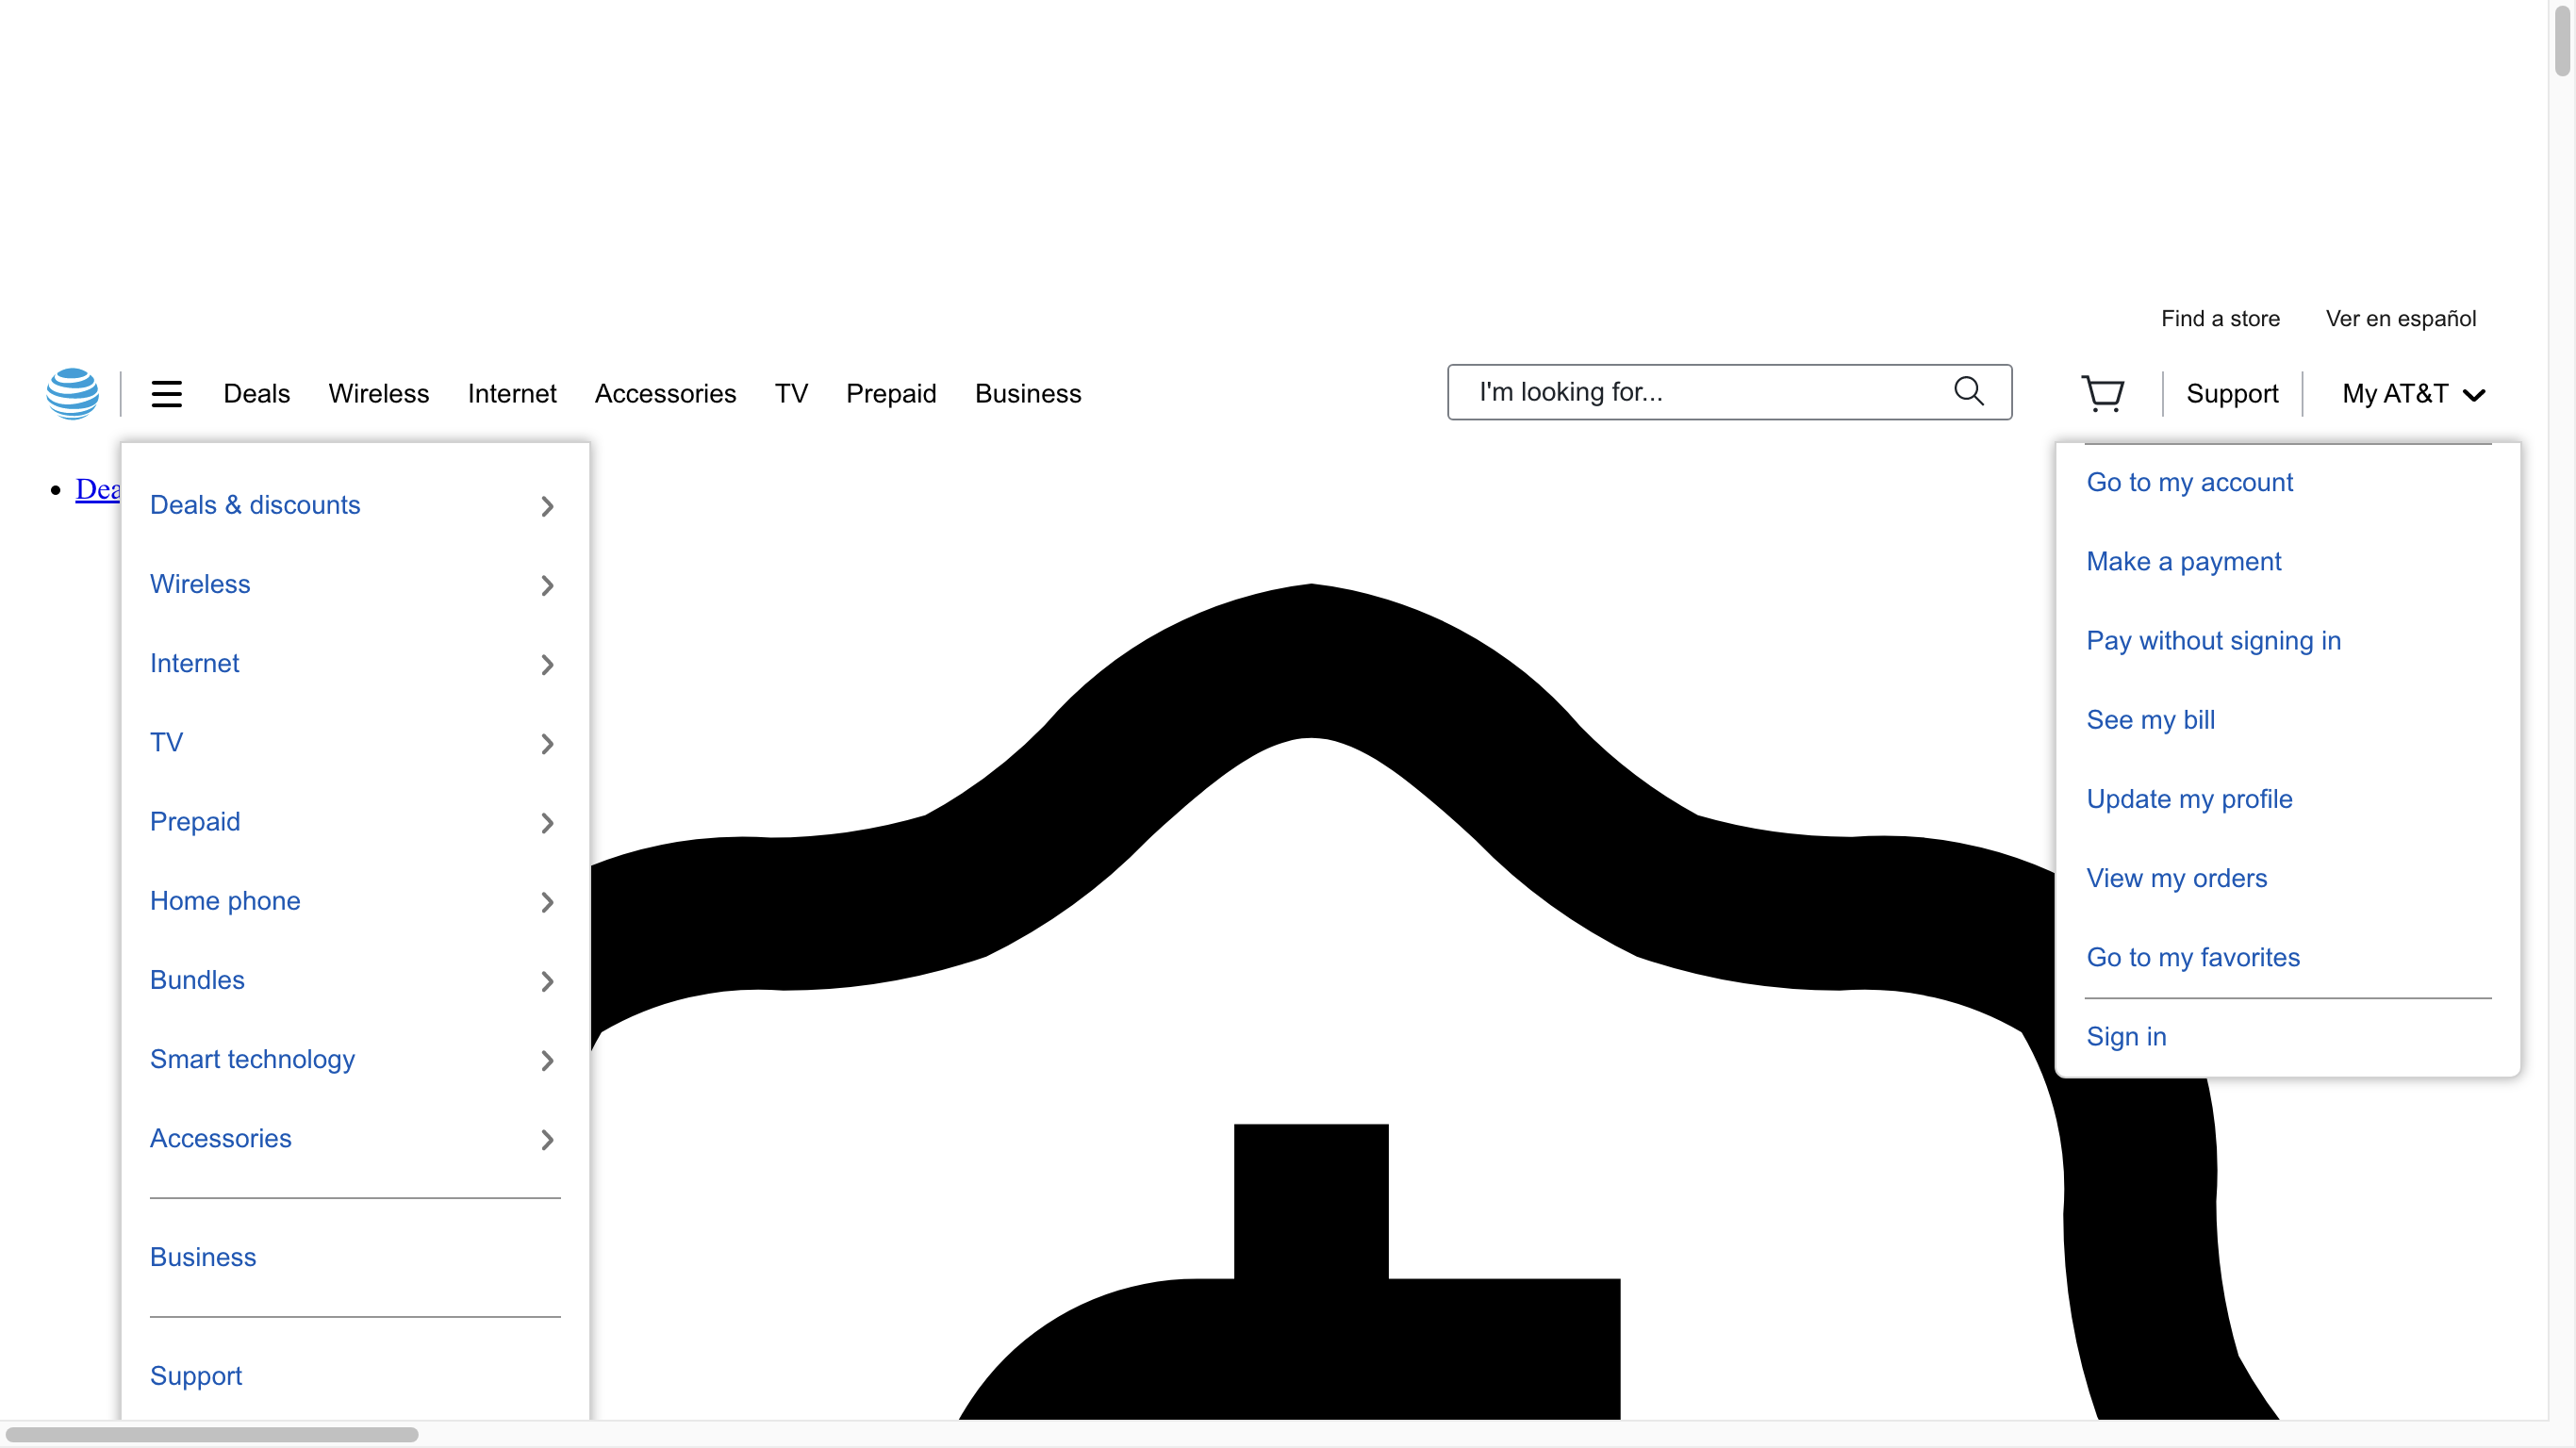 Find a store Ver en español
Deals Wireless Internet Accessories TV Prepaid Business I'm looking for... Support My AT&T
Dea
Deals & discounts
Wireless
Internet
TV
Prepaid
Home phone
Bundles
Smart technology
Accessories
Business
Support
Go to my account
Make a payment
Pay without signing in
See my bill
Update my profile
View my orders
Go to my favorites
Sign in